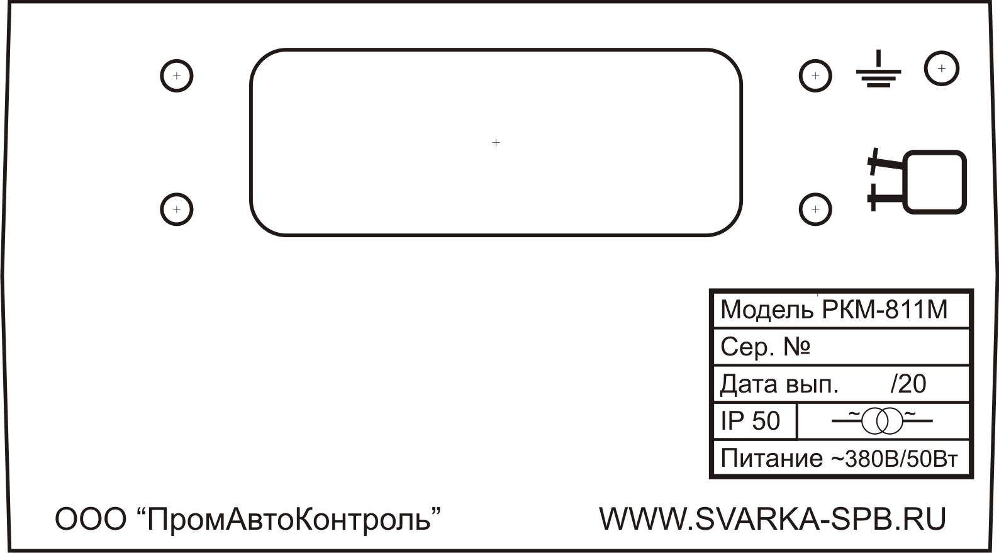 Модель РКМ-811М
Сер. №
Дата вып. /20
IP 50 ~ ~
Питание ~380В/50Вт
ООО “ПромАвтоКонтроль” WWW.SVARKA-SPB.RU